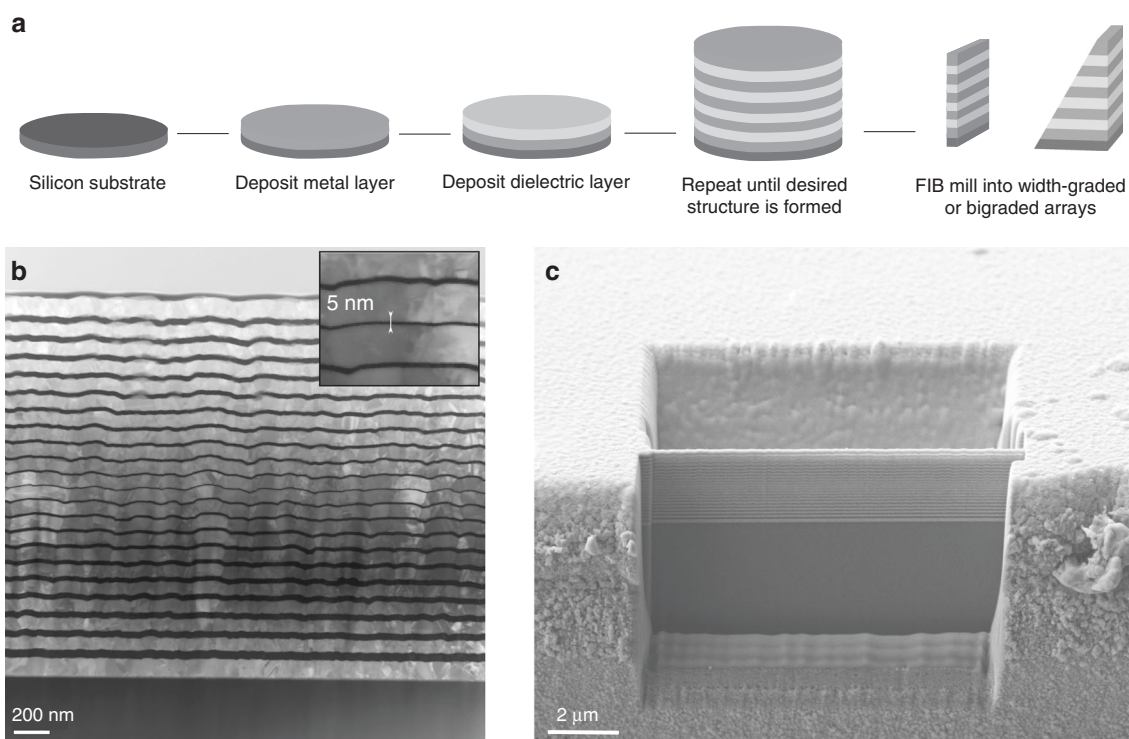 a
Silicon substrate
Deposit metal layer
Deposit dielectric layer
Repeat until desired
structure is formed
FIB mill into width-graded
or bigraded arrays
b
5 nm
200 nm
c
2 μm